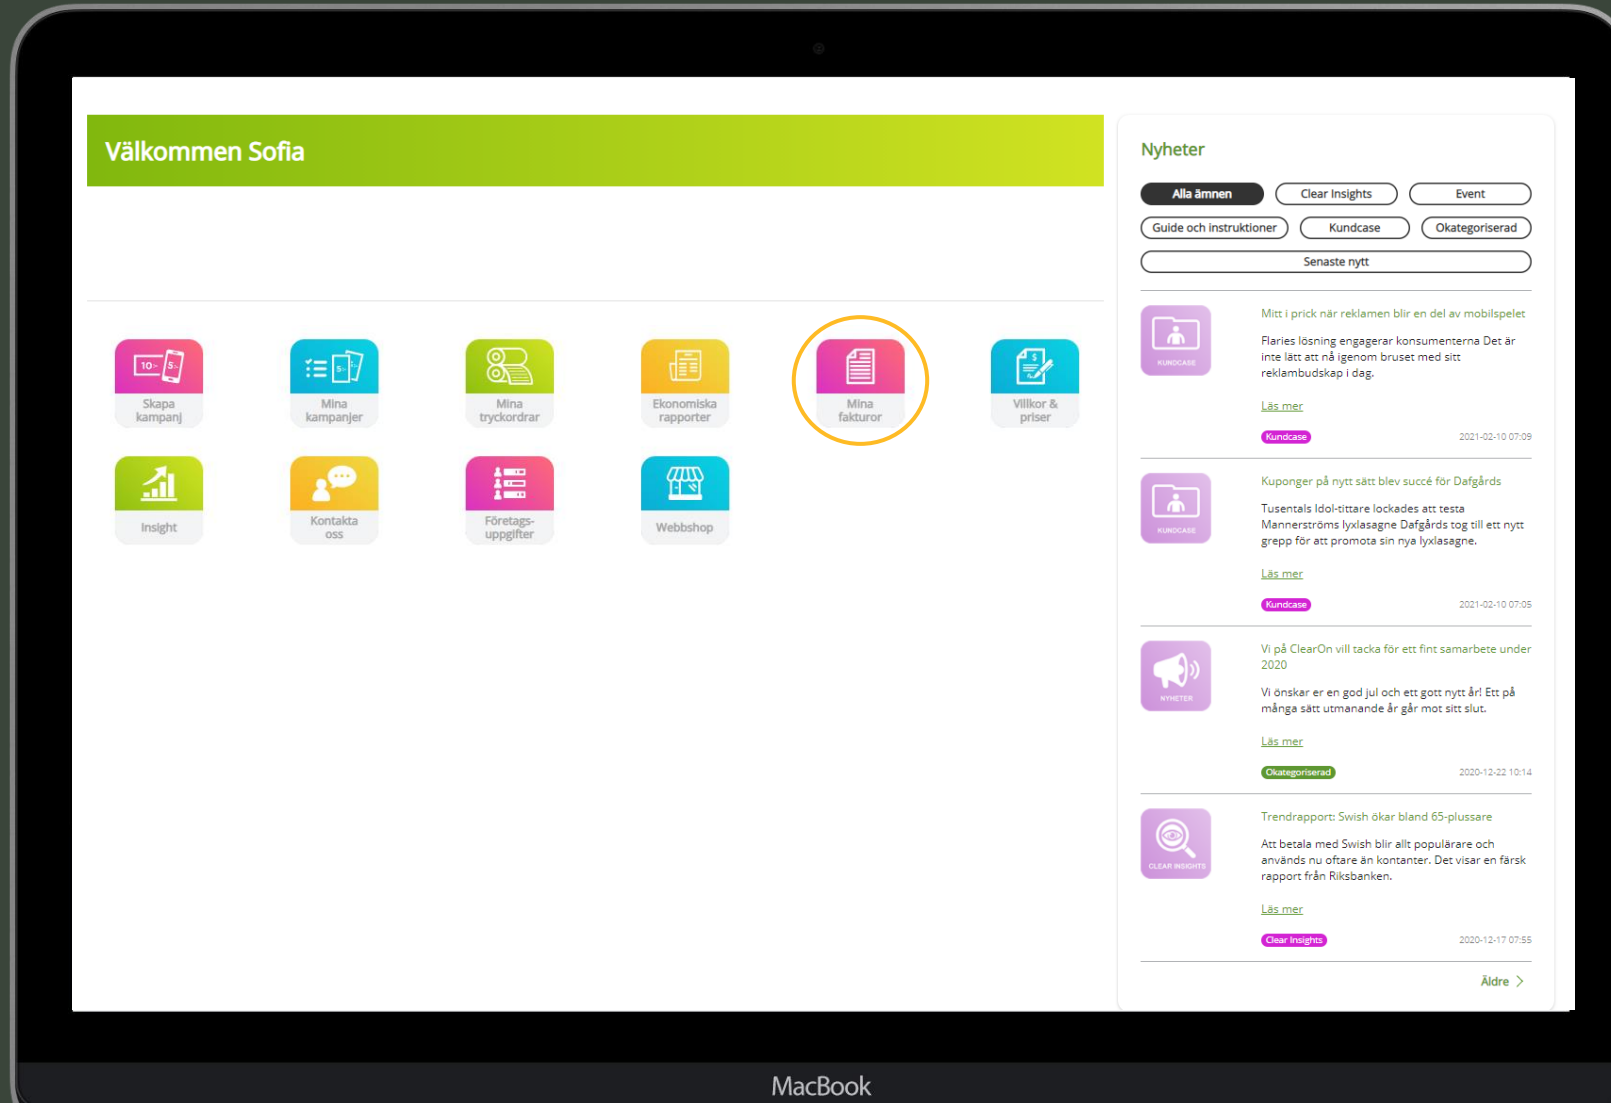 Välkommen Sofia
10:-
5:-
Skapa
kampanj
5:-
Mina
kampanjer
Mina
tryckordrar
Ekonomiska
rapporter
Mina
fakturor
$
Villkor &
priser
Insight
Kontakta
oss
Företags-
uppgifter
Webbshop
Nyheter
Alla ämnen
Clear Insights
Event
Guide och instruktioner
Kundcase
Okategoriserad
Senaste nytt
KUNDCASE
Mitt i prick när reklamen blir en del av mobilspelet
Flaries lösning engagerar konsumenterna Det är
inte lätt att nå igenom bruset med sitt
reklambudskap i dag.
Läs mer
Kundcase
2021-02-10 07:09
KUNDCASE
Kuponger på nytt sätt blev succé för Dafgårds
Tusentals Idol-tittare lockades att testa
Mannerströms lyxlasagne Dafgårds tog till ett nytt
grepp för att promota sin nya lyxlasagne.
Läs mer
Kundcase
2021-02-10 07:05
NYHETER
Vi på ClearOn vill tacka för ett fint samarbete under
2020
Vi önskar er en god jul och ett gott nytt år! Ett på
många sätt utmanande år går mot sitt slut.
Läs mer
Okategoriserad
2020-12-22 10:14
CLEAR INSIGHTS
Trendrapport: Swish ökar bland 65-plussare
Att betala med Swish blir allt populärare och
används nu oftare än kontanter. Det visar en färsk
rapport från Riksbanken.
Läs mer
Clear Insights
2020-12-17 07:55
Äldre
MacBook